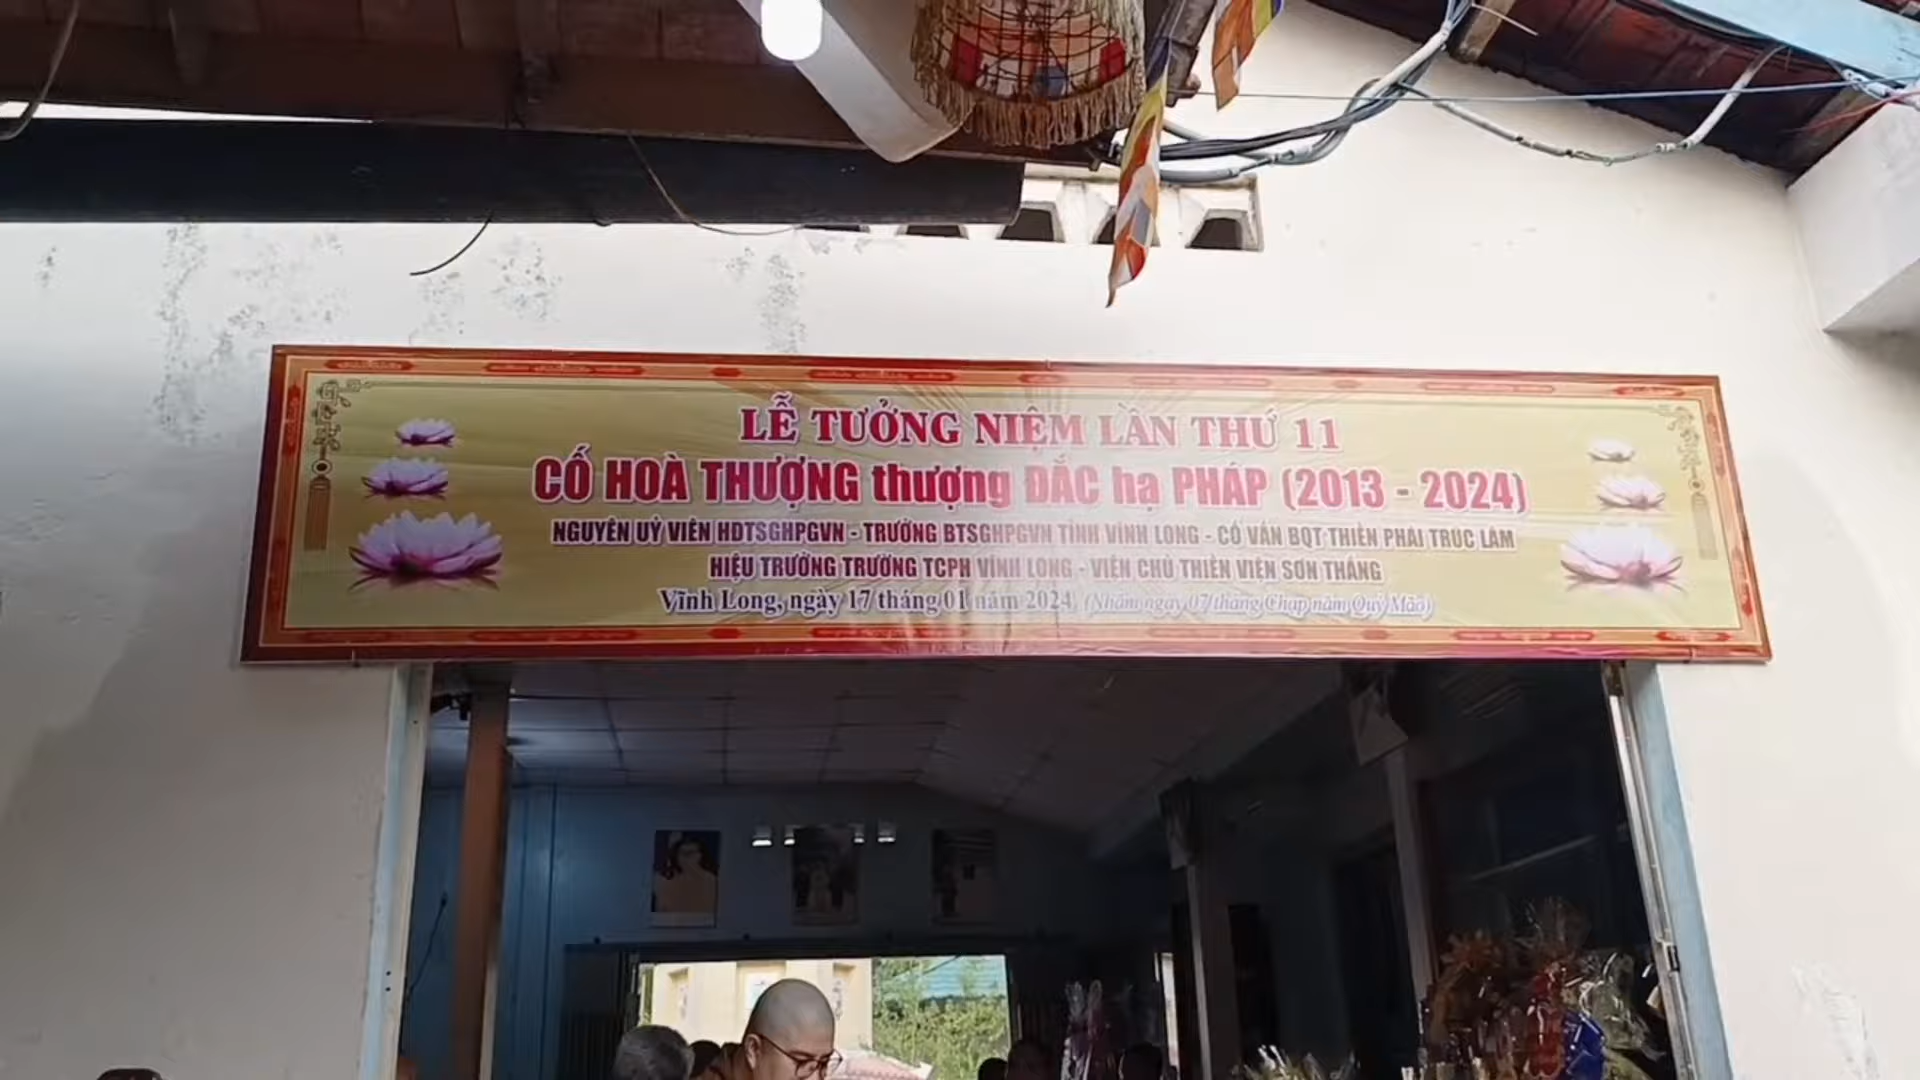 LỄ TƯỞNG NIỆM LẦN THỨ 11
CỐ HOÀ THƯỢNG thượng ĐẮC hạ PHÁP (2013 - 2024)
NGUYÊN UỶ VIÊN HĐTSGHPGVN - TRƯỞNG BTSGHPGVN TỈNH VĨNH LONG - CỐ VẤN BQT THIỀN PHÁI TRÚC LÂM
HIỆU TRƯỞNG TRƯỜNG TCPH VĨNH LONG - VIỆN CHỦ THIỀN VIỆN SƠN THẮNG
Vĩnh Long, ngày 17 tháng 01 năm 2024 (Nhằm ngày 07 tháng Chạp năm Quý Mão)